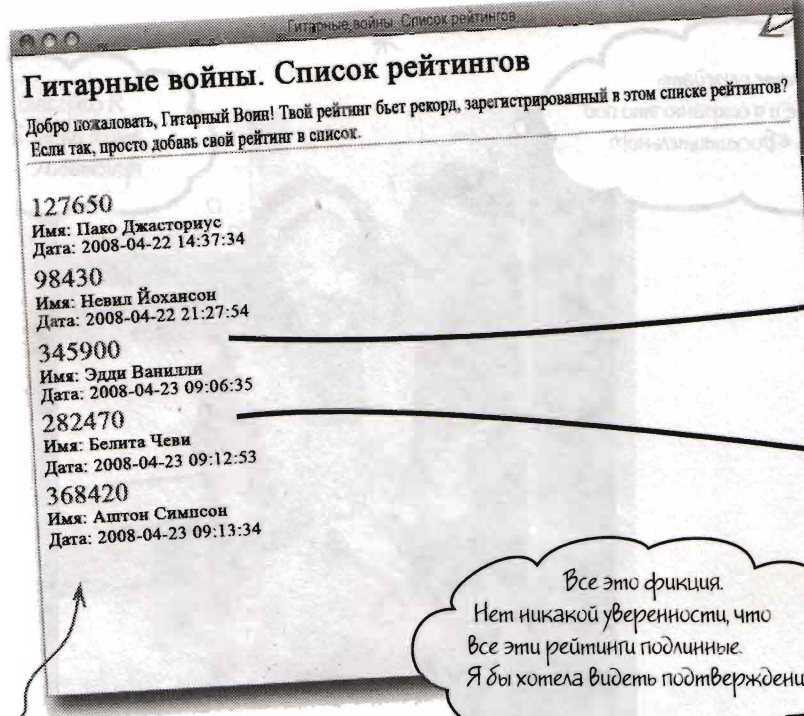 Гитарные войны. Список рейтингов
Гитарные войны. Список рейтингов
Добро пожаловать, Гитарный Воин! Твой рейтинг бьет рекорд, зарегистрированный в этом списке рейтингов?
Если так, просто добавь свой рейтинг в список.
127650
Имя: Пако Джасториус
Дата: 2008-04-22 14:37:34
98430
Имя: Невил Йохансон
Дата: 2008-04-22 21:27:54
345900
Имя: Эдди Ванилли
Дата: 2008-04-23 09:06:35
282470
Имя: Белита Чеви
Дата: 2008-04-23 09:12:53
368420
Имя: Аштон Симпсон
Дата: 2008-04-23 09:13:34
Все это фикция.
Нет никакой уверенности, что
все эти рейтинги подлинные.
Я бы хотела видеть подтверждени